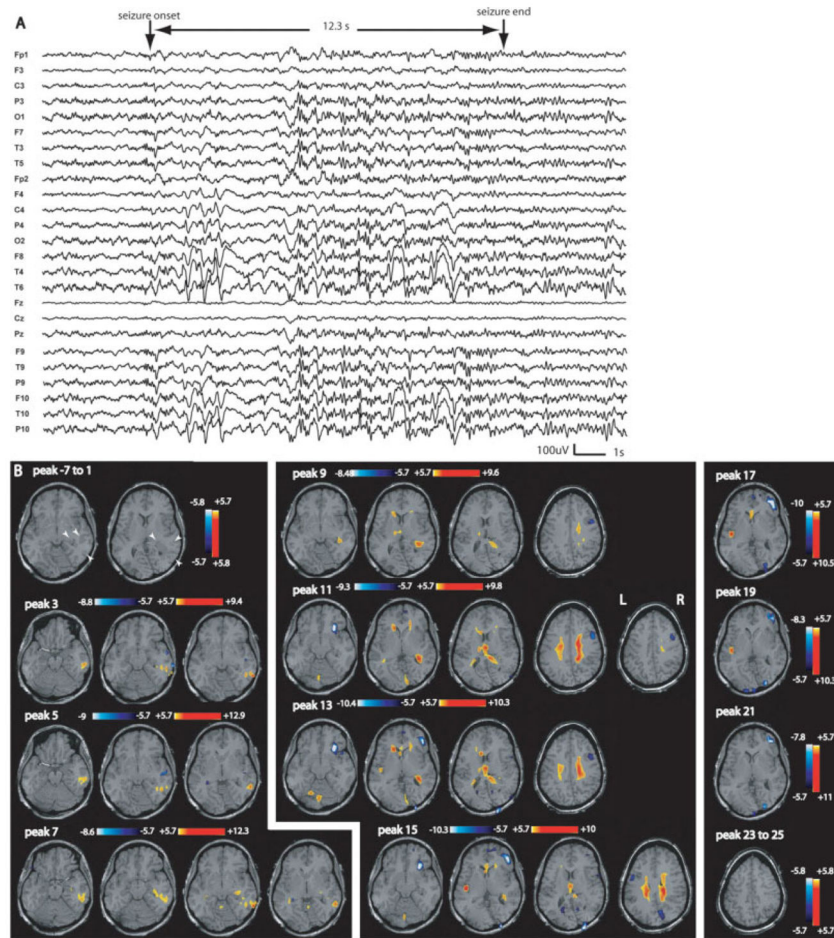 A
seizure onset
12.3 s
seizure end
Fp1
F3
C3
P3
O1
F7
T3
T5
Fp2
F4
C4
P4
O2
F8
T4
T6
Fz
Cz
Pz
F9
T9
P9
F10
T10
P10
100uV
1s
B
peak -7 to 1
-5.8 +5.7
-5.7 +5.8
peak 3 -8.8 -5.7 +5.7 +9.4
peak 5 -9 -5.7 +5.7 +12.9
peak 7 -8.6 -5.7 +5.7 +12.3
peak 9 -8.4 -5.7 +5.7 +9.6
peak 11 -9.3 -5.7 +5.7 +9.8
L R
peak 13 -10.4 -5.7 +5.7 +10.3
peak 15 -10.3 -5.7 +5.7 +10
peak 17
-10 +5.7
-5.7 +10.5
peak 19
-8.3 +5.7
-5.7 +10.3
peak 21
-7.8 +5.7
-5.7 +11
peak 23 to 25
-5.8 +5.8
-5.7 +5.7